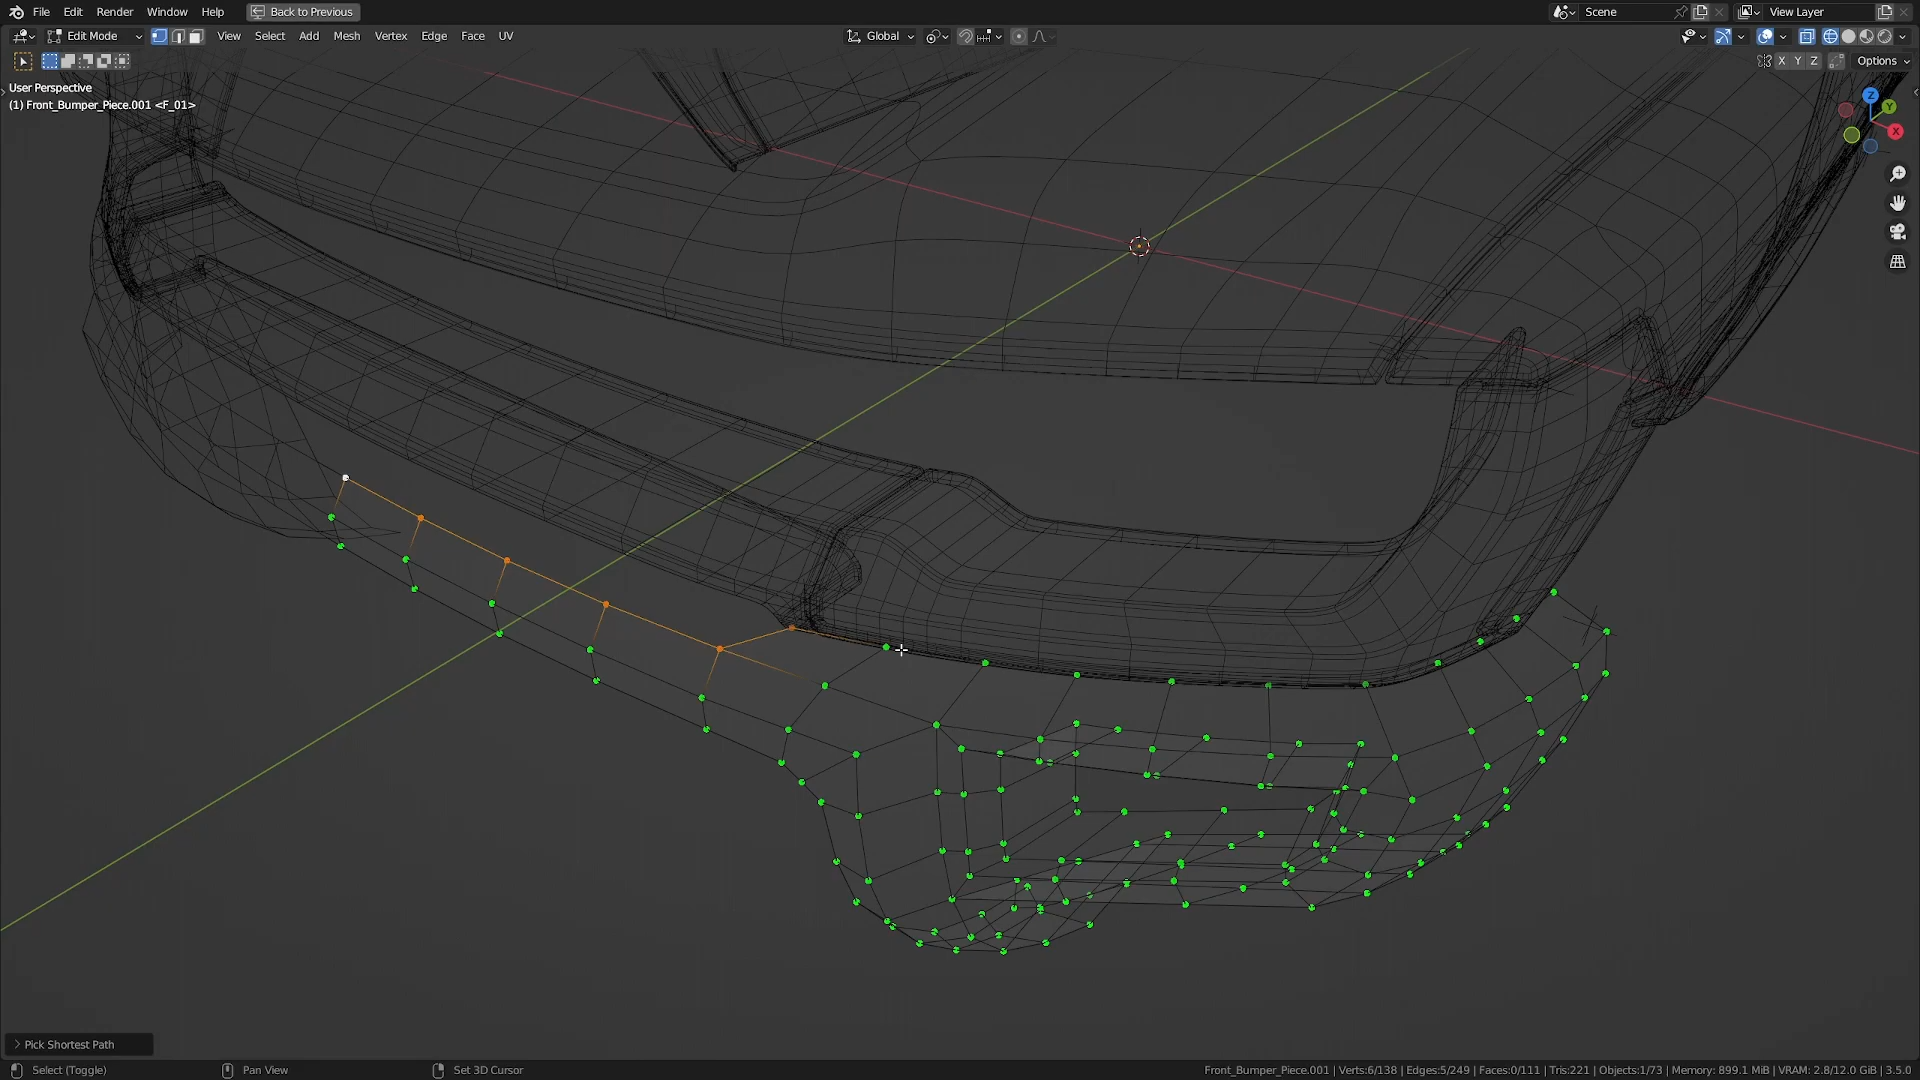 File Edit Render Window Help Back to Previous Scene View Layer
Edit Mode View Select Add Mesh Vertex Edge Face UV Global
X Y Z Options
User Perspective
(1) Front_Bumper_Piece.001 <F_01>
Z
Y
X
Pick Shortest Path
Select (Toggle) Pan View Set 3D Cursor Front_Bumper_Piece.001 | Verts:6/138 | Edges:5/249 | Faces:0/111 | Tris:221 | Objects:1/73 | Memory: 899.1 MiB | VRAM: 2.8/12.0 GiB | 3.5.0